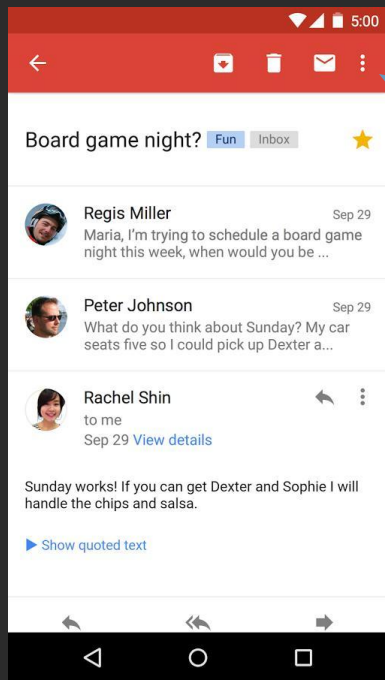 5:00
Board game night? Fun Inbox
Regis Miller Sep 29
Maria, I'm trying to schedule a board game
night this week, when would you be ...
Peter Johnson Sep 29
What do you think about Sunday? My car
seats five so I could pick up Dexter a...
Rachel Shin
to me
Sep 29 View details
Sunday works! If you can get Dexter and Sophie I will
handle the chips and salsa.
Show quoted text